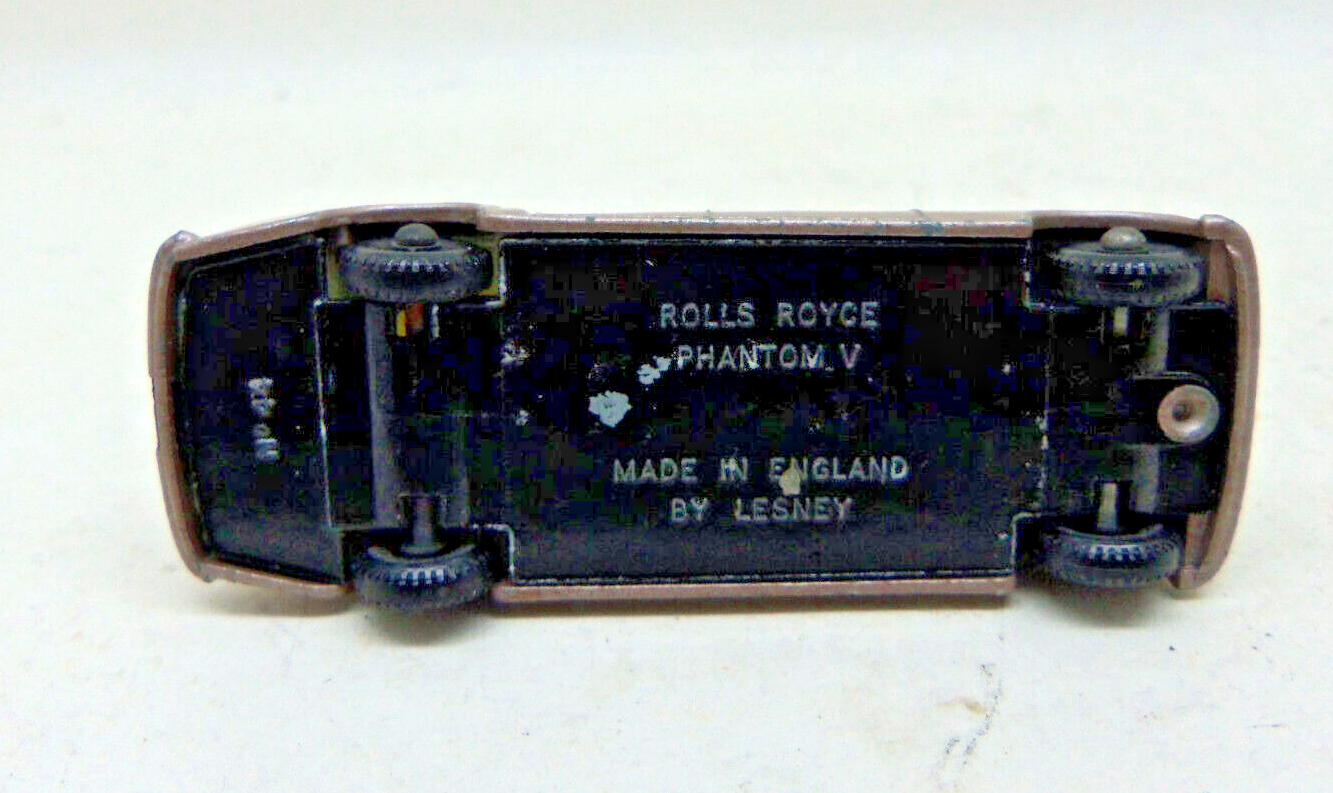 ROLLS ROYCE
PHANTOM V
MADE IN ENGLAND
BY LESNEY